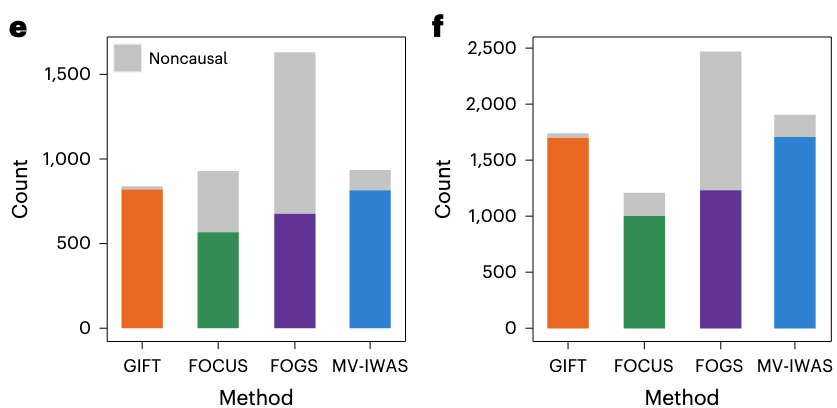 e
Noncausal
1,500
1,000
500
0
Count
GIFT FOCUS FOGS MV-IWAS
Method
f
2,500
2,000
1,500
1,000
500
0
Count
GIFT FOCUS FOGS MV-IWAS
Method